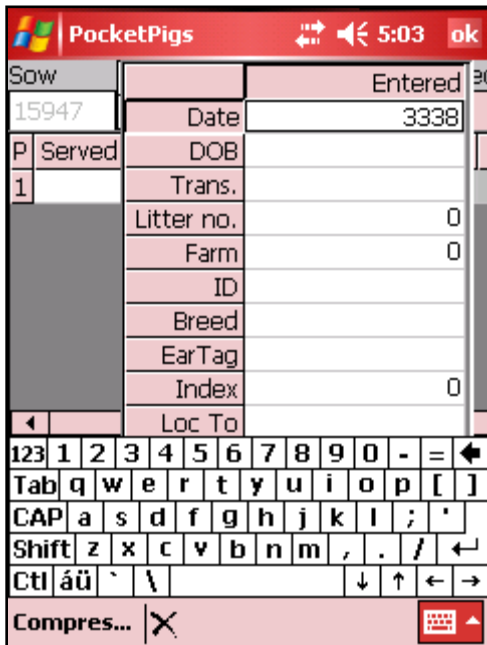 PocketPigs 5:03 ok
Sow Entered
15947 Date 3338
P Served DOB
1 Trans.
Litter no. 0
Farm 0
ID
Breed
EarTag
Index 0
Loc To
123 1 2 3 4 5 6 7 8 9 0 - =
Tab q w e r t y u i o p [ ]
CAP a s d f g h j k l ; '
Shift z x c v b n m , . /
Ctl áü ` \
Compres...